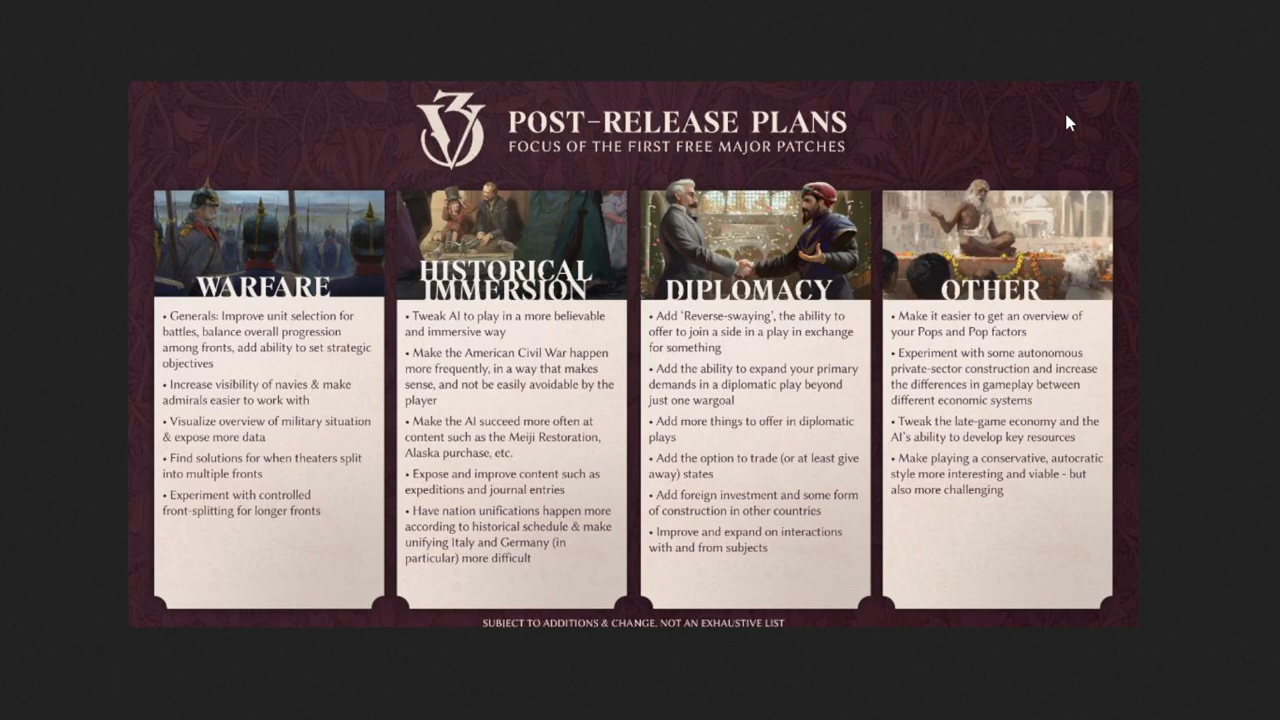 POST-RELEASE PLANS
FOCUS OF THE FIRST FREE MAJOR PATCHES
WARFARE
• Generals: Improve unit selection for
battles, balance overall progression
among fronts, add ability to set strategic
objectives
• Increase visibility of navies & make
admirals easier to work with
• Visualize overview of military situation
& expose more data
• Find solutions for when theaters split
into multiple fronts
• Experiment with controlled
front-splitting for longer fronts
HISTORICAL
IMMERSION
• Tweak AI to play in a more believable
and immersive way
• Make the American Civil War happen
more frequently, in a way that makes
sense, and not be easily avoidable by the
player
• Make the AI succeed more often at
content such as the Meiji Restoration,
Alaska purchase, etc.
• Expose and improve content such as
expeditions and journal entries
• Have nation unifications happen more
according to historical schedule & make
unifying Italy and Germany (in
particular) more difficult
DIPLOMACY
• Add ‘Reverse-swaying’, the ability to
offer to join a side in a play in exchange
for something
• Add the ability to expand your primary
demands in a diplomatic play beyond
just one wargoal
• Add more things to offer in diplomatic
plays
• Add the option to trade (or at least give
away) states
• Add foreign investment and some form
of construction in other countries
• Improve and expand on interactions
with and from subjects
OTHER
• Make it easier to get an overview of
your Pops and Pop factors
• Experiment with some autonomous
private-sector construction and increase
the differences in gameplay between
different economic systems
• Tweak the late-game economy and the
AI's ability to develop key resources
• Make playing a conservative, autocratic
style more interesting and viable - but
also more challenging
SUBJECT TO ADDITIONS & CHANGE. NOT AN EXHAUSTIVE LIST